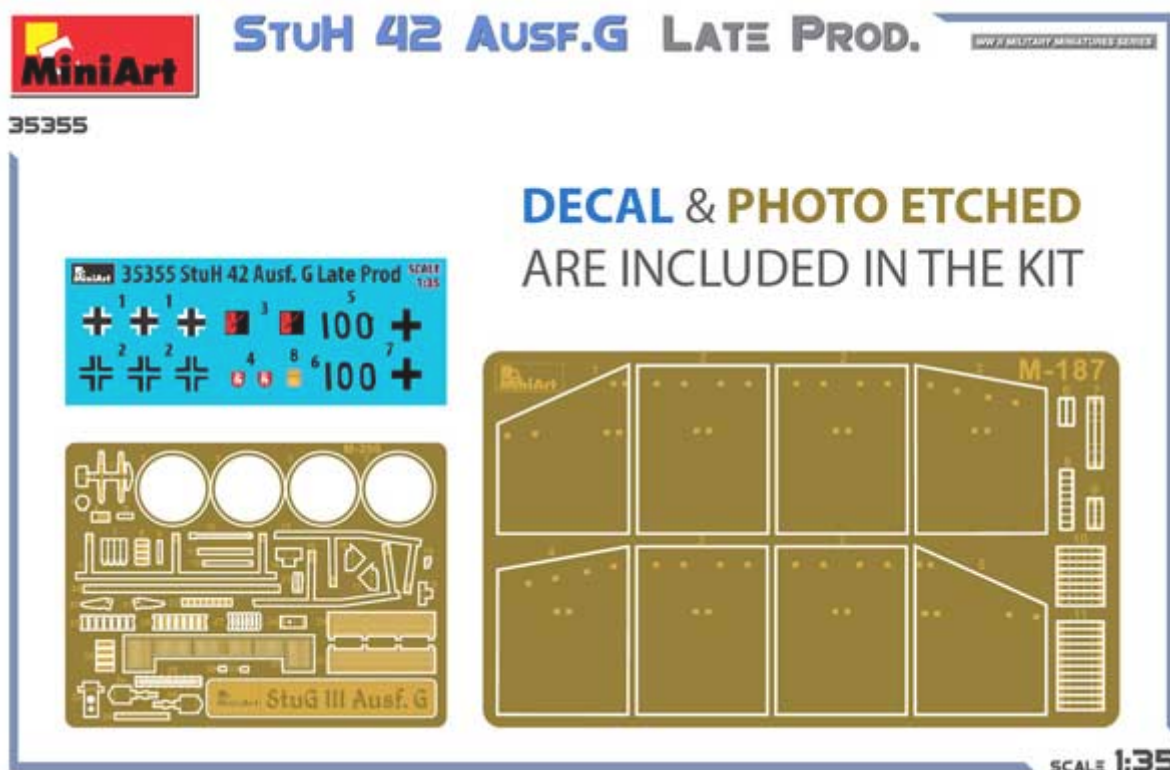 MiniArt
StuH 42 Ausf.G Late Prod.
WW II MILITARY MINIATURES SERIES
35355
DECAL & PHOTO ETCHED
ARE INCLUDED IN THE KIT
MiniArt 35355 StuH 42 Ausf. G Late Prod SCALE 1:35
1 1 3 5
100
2 2 4 8 6 7
100
MiniArt
M-187
StuG III Ausf. G
SCALE 1:35